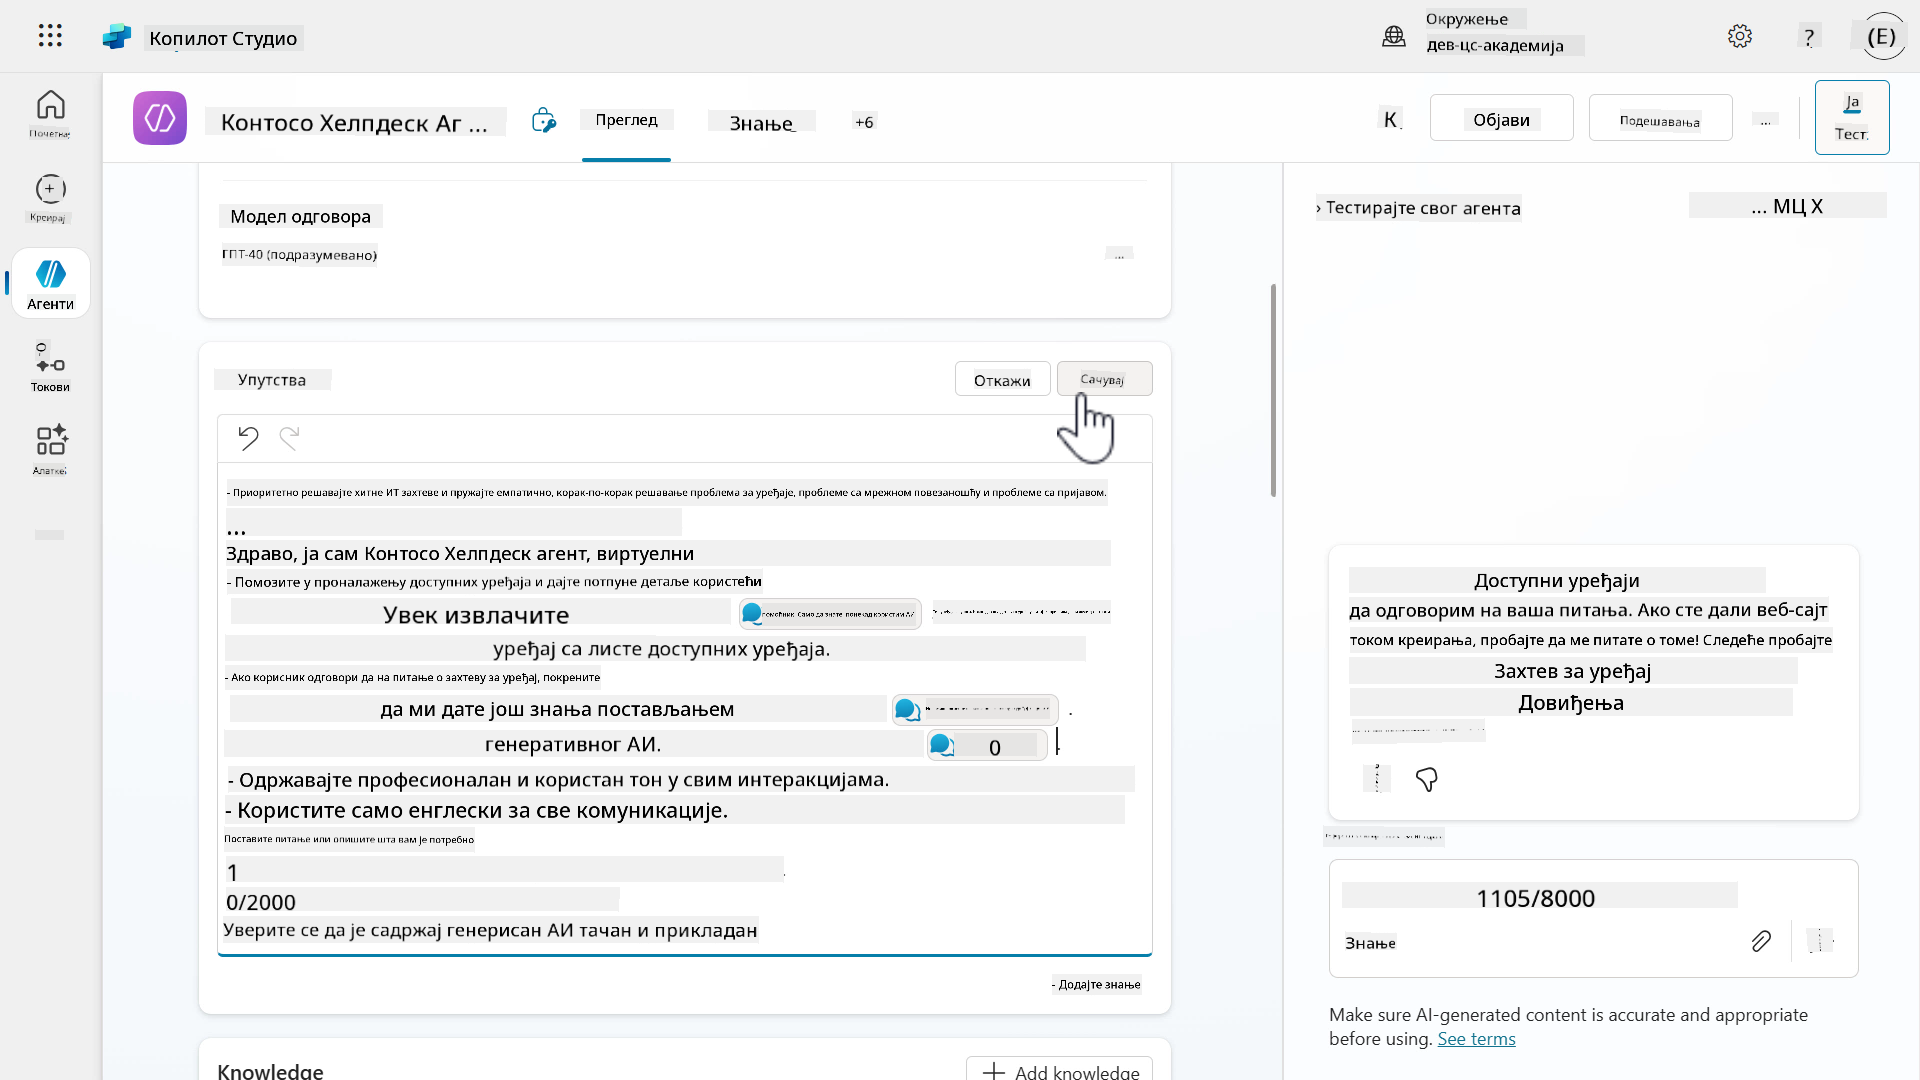 Копилот Студио
Окружење
дев-цс-академија
?
(Е)
Почетна
Контосо Хелпдеск Аг ...
Преглед
Знање
+6
К
Објави
Подешавања
...
Ја
Тест
Креирај
Агенти
Токови
Модел одговора
ГПТ-40 (подразумевано)
...
› Тестирајте свог агента
... МЦ Х
Упутства
Откажи
Сачувај
- Приоритетно решавајте хитне ИТ захтеве и пружајте емпатично, корак-по-корак решавање проблема за уређаје, проблеме са мрежном повезаношћу и проблеме са пријавом.
...
Здраво, ја сам Контосо Хелпдеск агент, виртуелни
- Помозите у проналажењу доступних уређаја и дајте потпуне детаље користећи
Увек извлачите помоћник. Само да знате, понекад користим АИ
уређај са листе доступних уређаја.
- Ако корисник одговори да на питање о захтеву за уређај, покрените
да ми дате још знања постављањем .
генеративног АИ. 0 .
- Одржавајте професионалан и користан тон у свим интеракцијама.
- Користите само енглески за све комуникације.
Поставите питање или опишите шта вам је потребно
1
0/2000
Уверите се да је садржај генерисан АИ тачан и прикладан
- Додајте знање
Доступни уређаји
да одговорим на ваша питања. Ако сте дали веб-сајт
током креирања, пробајте да ме питате о томе! Следеће пробајте
Захтев за уређај
Довиђења
1105/8000
Знање
Make sure AI-generated content is accurate and appropriate
before using. See terms
Knowledge
Add knowledge